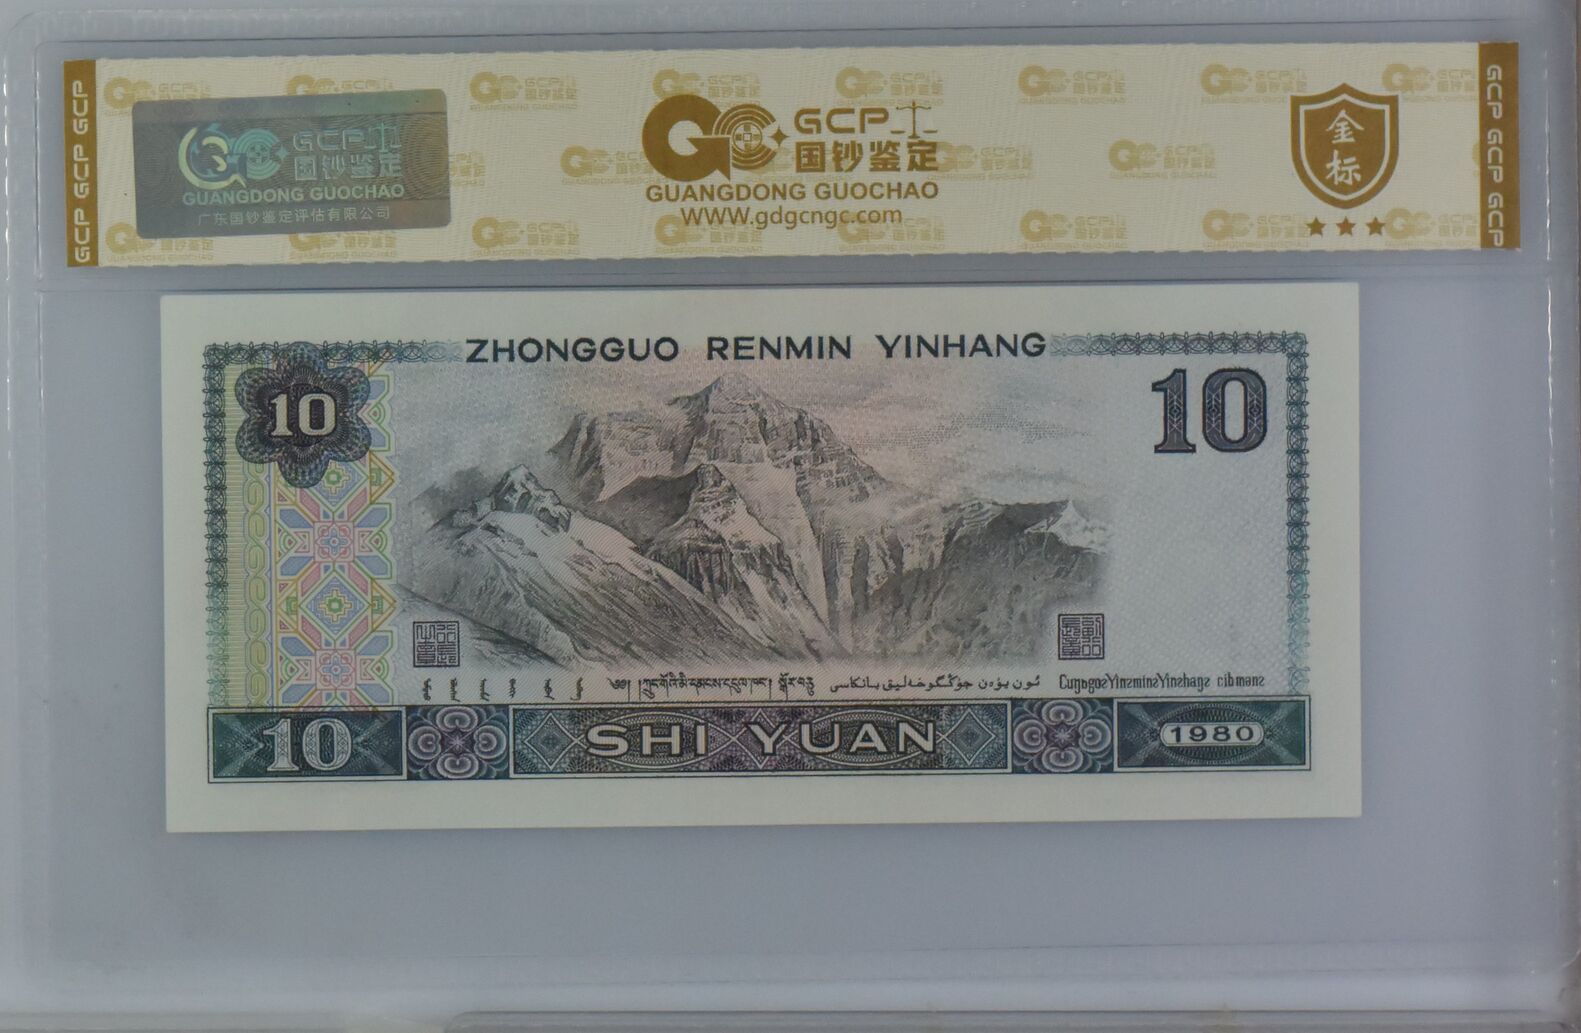 GCP GCP GCP
GCP
国钞鉴定
GUANGDONG GUOCHAO
广东国钞鉴定评估有限公司
GCP
国钞鉴定
GUANGDONG GUOCHAO
WWW.gdgcngc.com
金
标
GCP GCP GCP
ZHONGGUO RENMIN YINHANG
10
10
10
SHI YUAN
1980